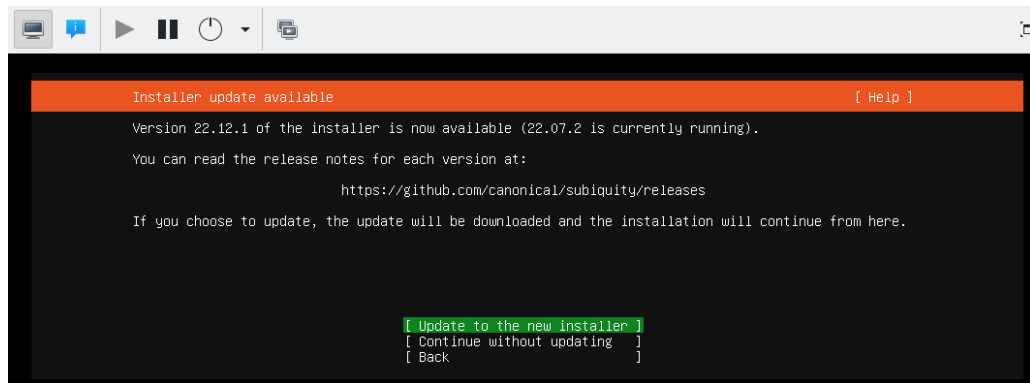 Installer update available [ Help ]
Version 22.12.1 of the installer is now available (22.07.2 is currently running).
You can read the release notes for each version at:
https://github.com/canonical/subiquity/releases
If you choose to update, the update will be downloaded and the installation will continue from here.
[ Update to the new installer ]
[ Continue without updating ]
[ Back ]